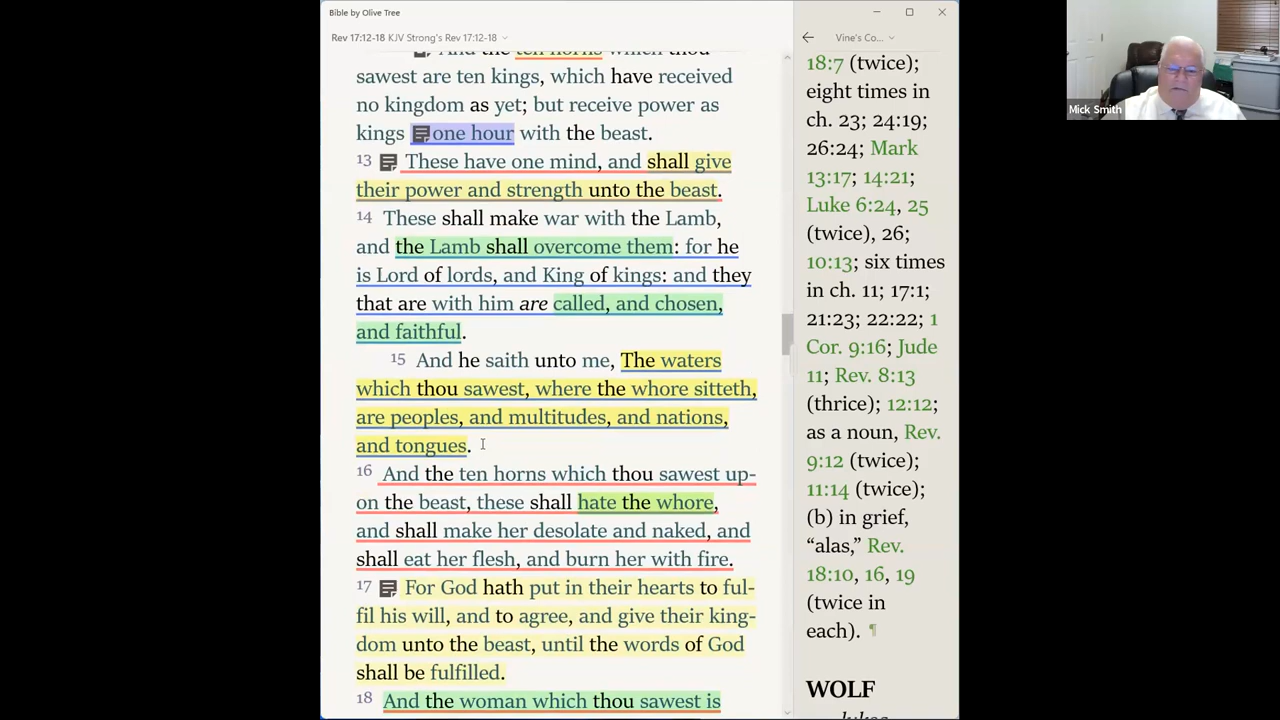 Bible by Olive Tree
Rev 17:12-18 KJV Strong's Rev 17:12-18
And the ten horns which thou
sawest are ten kings, which have received
no kingdom as yet; but receive power as
kings one hour with the beast.
13 These have one mind, and shall give
their power and strength unto the beast.
14 These shall make war with the Lamb,
and the Lamb shall overcome them: for he
is Lord of lords, and King of kings: and they
that are with him are called, and chosen,
and faithful.
15 And he saith unto me, The waters
which thou sawest, where the whore sitteth,
are peoples, and multitudes, and nations,
and tongues.
16 And the ten horns which thou sawest up-
on the beast, these shall hate the whore,
and shall make her desolate and naked, and
shall eat her flesh, and burn her with fire.
17 For God hath put in their hearts to ful-
fil his will, and to agree, and give their king-
dom unto the beast, until the words of God
shall be fulfilled.
18 And the woman which thou sawest is
Vine's Co...
18:7 (twice);
eight times in
ch. 23; 24:19;
26:24; Mark
13:17; 14:21;
Luke 6:24, 25
(twice), 26;
10:13; six times
in ch. 11; 17:1;
21:23; 22:22; 1
Cor. 9:16; Jude
11; Rev. 8:13
(thrice); 12:12;
as a noun, Rev.
9:12 (twice);
11:14 (twice);
(b) in grief,
“alas,” Rev.
18:10, 16, 19
(twice in
each). ¶
WOLF
lukos
Mick Smith